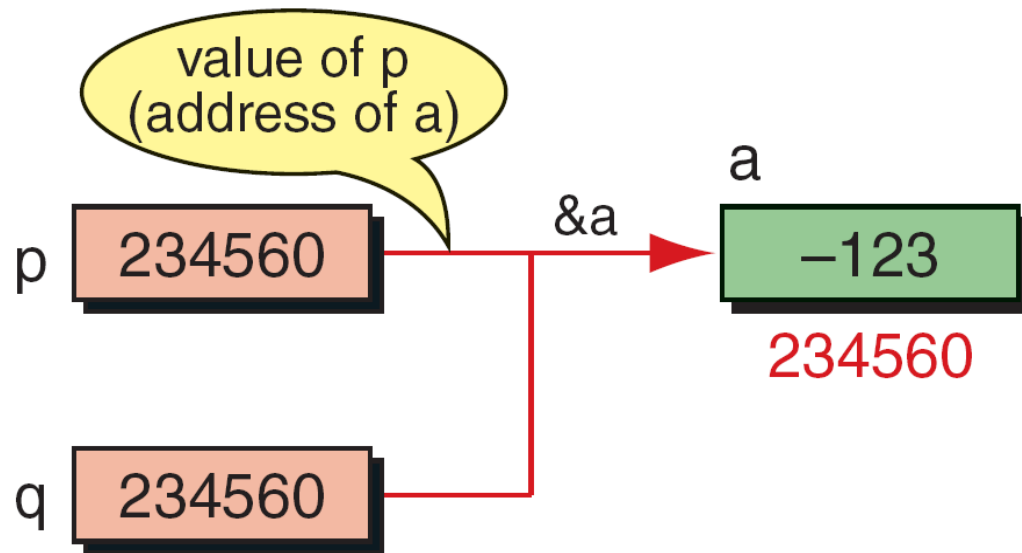 value of p
(address of a)
a
&a
p
234560
–123
234560
q
234560